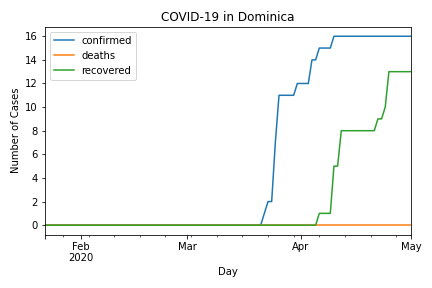 COVID-19 in Dominica
confirmed
deaths
recovered
Number of Cases
16
14
12
10
8
6
4
2
0
Feb
2020
Mar
Apr
May
Day